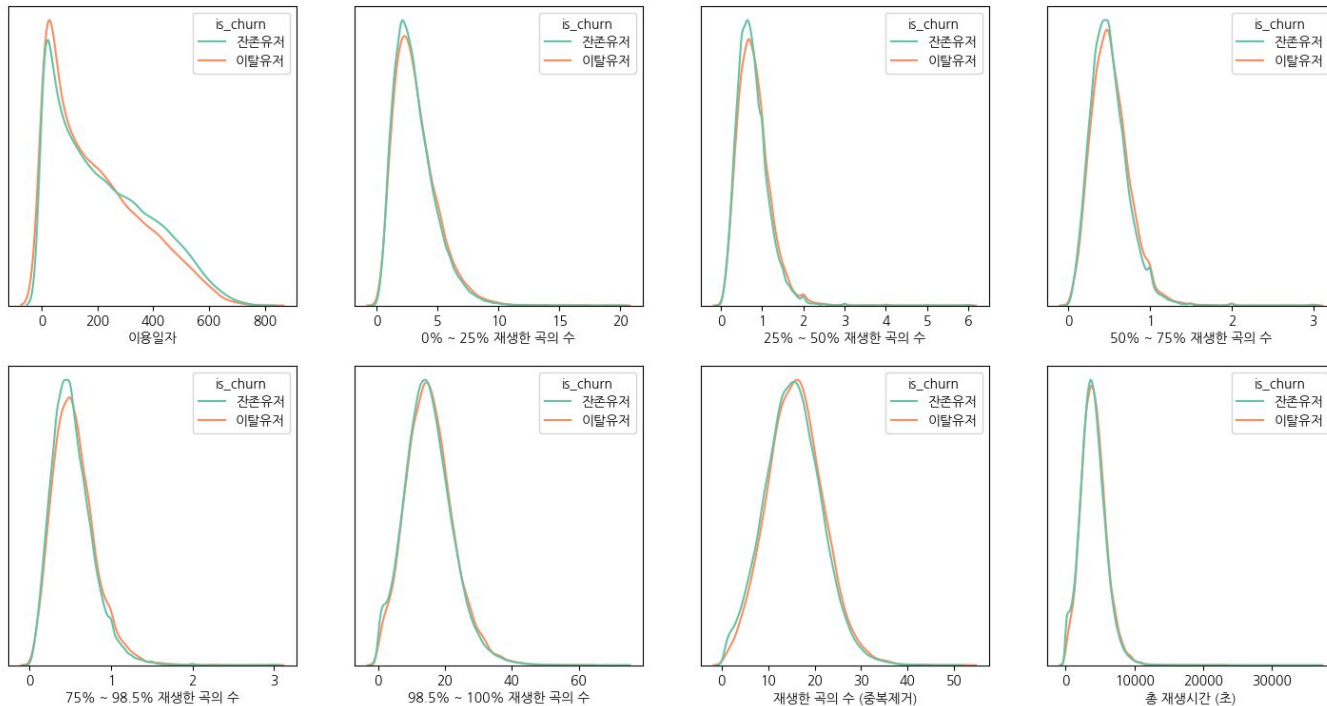 is_churn
잔존유저
이탈유저
0 200 400 600 800
이용일자
is_churn
잔존유저
이탈유저
0 5 10 15 20
0% ~ 25% 재생한 곡의 수
is_churn
잔존유저
이탈유저
0 1 2 3 4 5 6
25% ~ 50% 재생한 곡의 수
is_churn
잔존유저
이탈유저
0 1 2 3
50% ~ 75% 재생한 곡의 수
is_churn
잔존유저
이탈유저
0 1 2 3
75% ~ 98.5% 재생한 곡의 수
is_churn
잔존유저
이탈유저
0 20 40 60
98.5% ~ 100% 재생한 곡의 수
is_churn
잔존유저
이탈유저
0 10 20 30 40 50
재생한 곡의 수 (중복제거)
is_churn
잔존유저
이탈유저
0 10000 20000 30000
총 재생시간 (초)